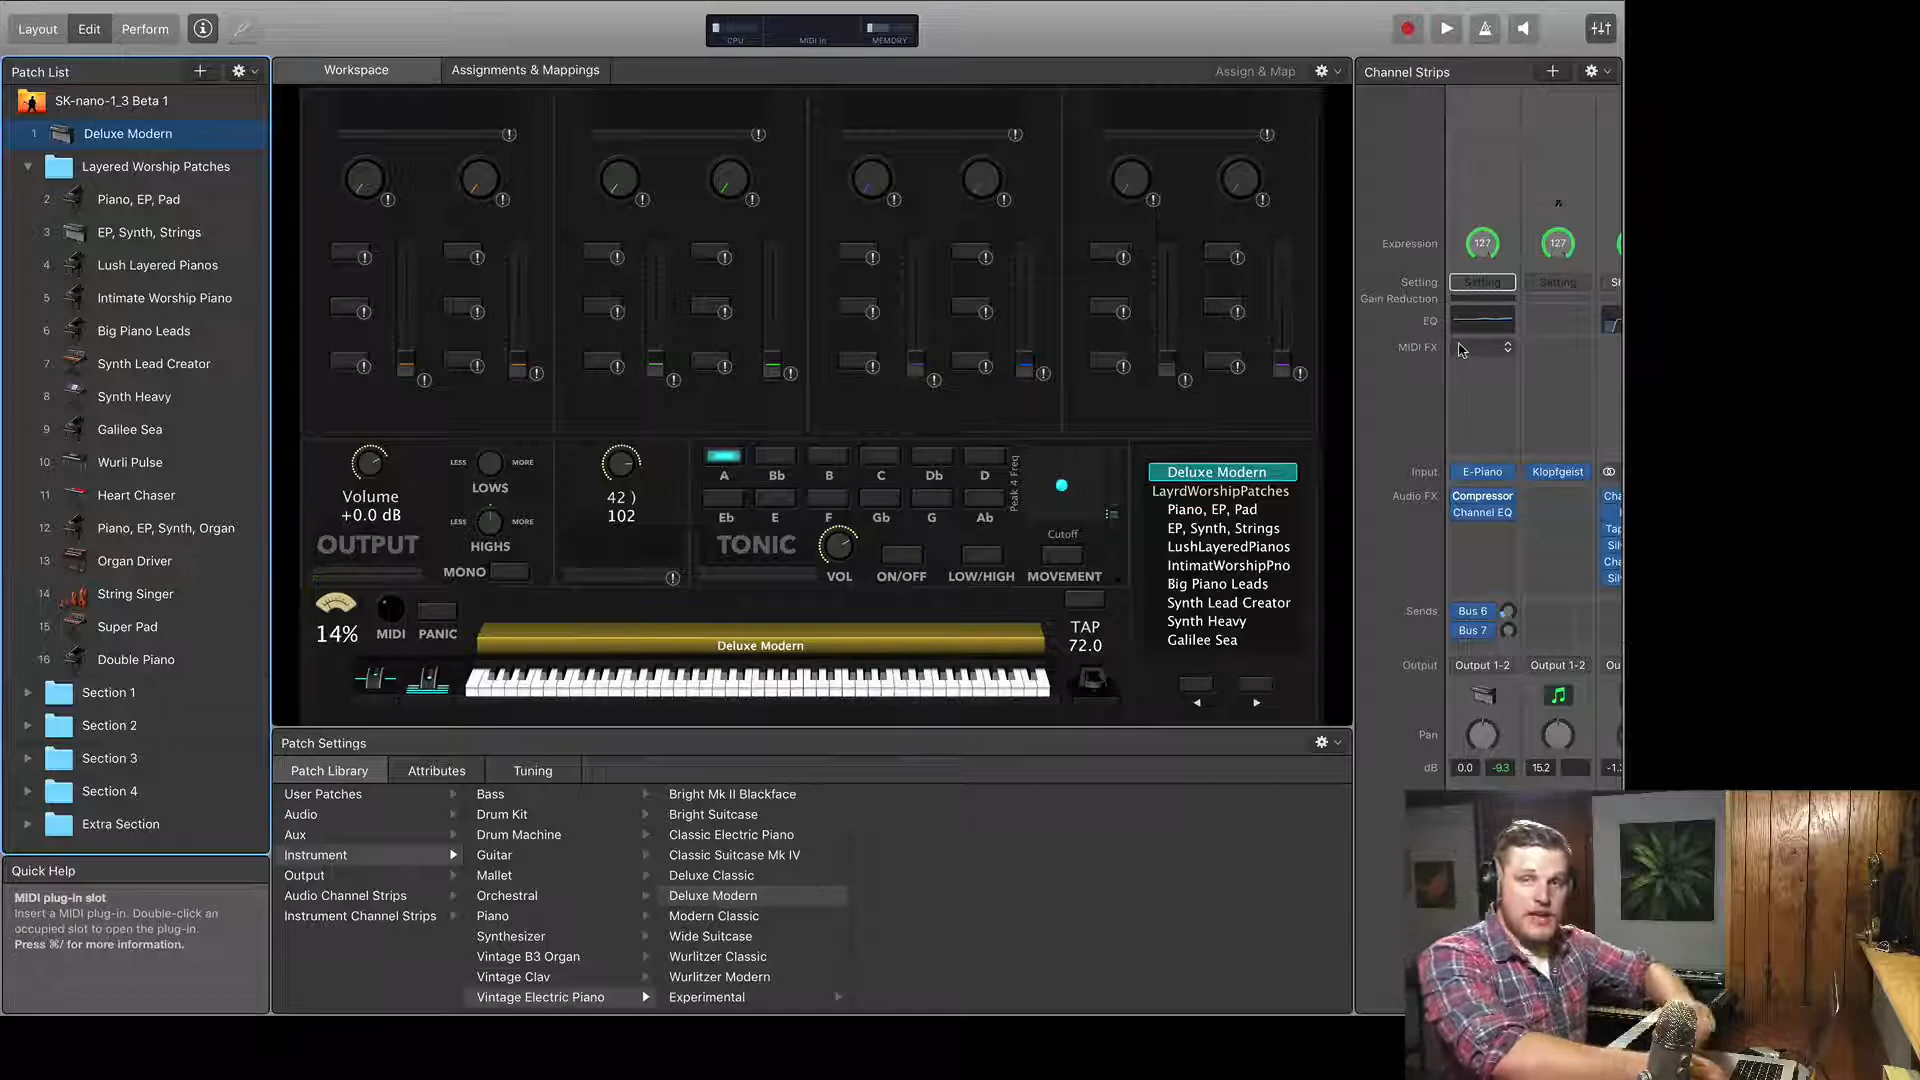 Layout Edit Perform
CPU MIDI In MEMORY
Patch List
Workspace
Assignments & Mappings
Assign & Map
Channel Strips
SK-nano-1_3 Beta 1
1 Deluxe Modern
Layered Worship Patches
2 Piano, EP, Pad
3 EP, Synth, Strings
4 Lush Layered Pianos
5 Intimate Worship Piano
6 Big Piano Leads
7 Synth Lead Creator
8 Synth Heavy
9 Galilee Sea
10 Wurli Pulse
11 Heart Chaser
12 Piano, EP, Synth, Organ
13 Organ Driver
14 String Singer
15 Super Pad
16 Double Piano
Section 1
Section 2
Section 3
Section 4
Extra Section
Quick Help
MIDI plug-in slot
Insert a MIDI plug-in. Double-click an
occupied slot to open the plug-in.
Press ⌘/ for more information.
Volume
+0.0 dB
OUTPUT
LESS MORE
LOWS
LESS MORE
HIGHS
MONO
42 )
102
A Bb B C Db D
Eb E F Gb G Ab
TONIC
VOL
ON/OFF
LOW/HIGH
MOVEMENT
Peak 4 Freq
Cutoff
14%
MIDI
PANIC
Deluxe Modern
TAP
72.0
Deluxe Modern
LayrdWorshipPatches
Piano, EP, Pad
EP, Synth, Strings
LushLayeredPianos
IntimatWorshipPno
Big Piano Leads
Synth Lead Creator
Synth Heavy
Galilee Sea
Patch Settings
Patch Library
Attributes
Tuning
User Patches
Audio
Aux
Instrument
Output
Audio Channel Strips
Instrument Channel Strips
Bass
Drum Kit
Drum Machine
Guitar
Mallet
Orchestral
Piano
Synthesizer
Vintage B3 Organ
Vintage Clav
Vintage Electric Piano
Bright Mk II Blackface
Bright Suitcase
Classic Electric Piano
Classic Suitcase Mk IV
Deluxe Classic
Deluxe Modern
Modern Classic
Wide Suitcase
Wurlitzer Classic
Wurlitzer Modern
Experimental
Expression 127 127
Setting Setting Setting
Gain Reduction
EQ
MIDI FX
Input E-Piano Klopfgeist
Audio FX Compressor
Channel EQ
Sends Bus 6
Bus 7
Output Output 1-2 Output 1-2 Ou
Pan
dB 0.0 -9.3 15.2